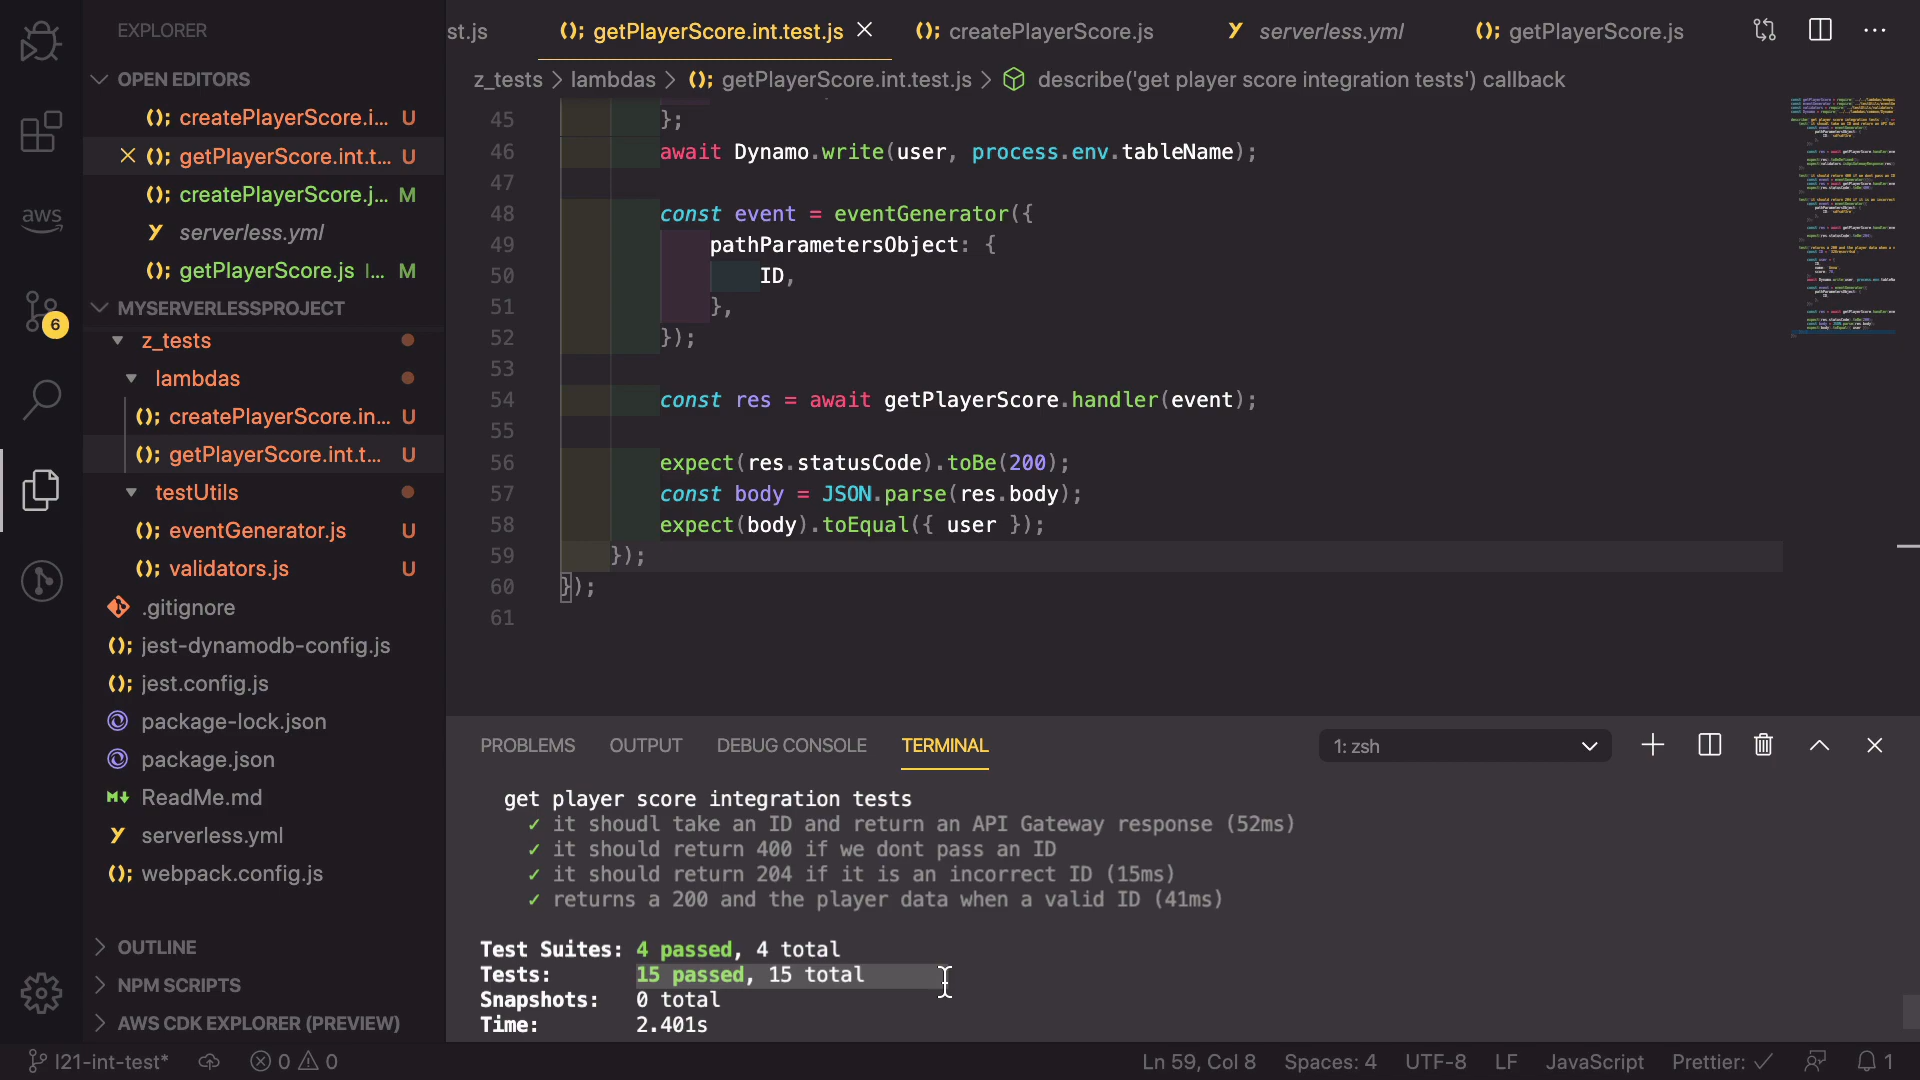 EXPLORER
OPEN EDITORS
createPlayerScore.i... U
getPlayerScore.int.t... U
createPlayerScore.j... M
serverless.yml
getPlayerScore.js l... M
MYSERVERLESSPROJECT
z_tests
lambdas
createPlayerScore.in... U
getPlayerScore.int.t... U
testUtils
eventGenerator.js U
validators.js U
.gitignore
jest-dynamodb-config.js
jest.config.js
package-lock.json
package.json
ReadMe.md
serverless.yml
webpack.config.js
OUTLINE
NPM SCRIPTS
AWS CDK EXPLORER (PREVIEW)
aws
6
st.js
getPlayerScore.int.test.js
createPlayerScore.js
serverless.yml
getPlayerScore.js
z_tests > lambdas > getPlayerScore.int.test.js > describe('get player score integration tests') callback
45 };
46 await Dynamo.write(user, process.env.tableName);
47
48 const event = eventGenerator({
49 pathParametersObject: {
50 ID,
51 },
52 });
53
54 const res = await getPlayerScore.handler(event);
55
56 expect(res.statusCode).toBe(200);
57 const body = JSON.parse(res.body);
58 expect(body).toEqual({ user });
59 });
60 });
61
PROBLEMS OUTPUT DEBUG CONSOLE TERMINAL
1: zsh
get player score integration tests
✓ it shoudl take an ID and return an API Gateway response (52ms)
✓ it should return 400 if we dont pass an ID
✓ it should return 204 if it is an incorrect ID (15ms)
✓ returns a 200 and the player data when a valid ID (41ms)
Test Suites: 4 passed, 4 total
Tests: 15 passed, 15 total
Snapshots: 0 total
Time: 2.401s
l21-int-test* 0 0 Ln 59, Col 8 Spaces: 4 UTF-8 LF JavaScript Prettier: ✓ 1